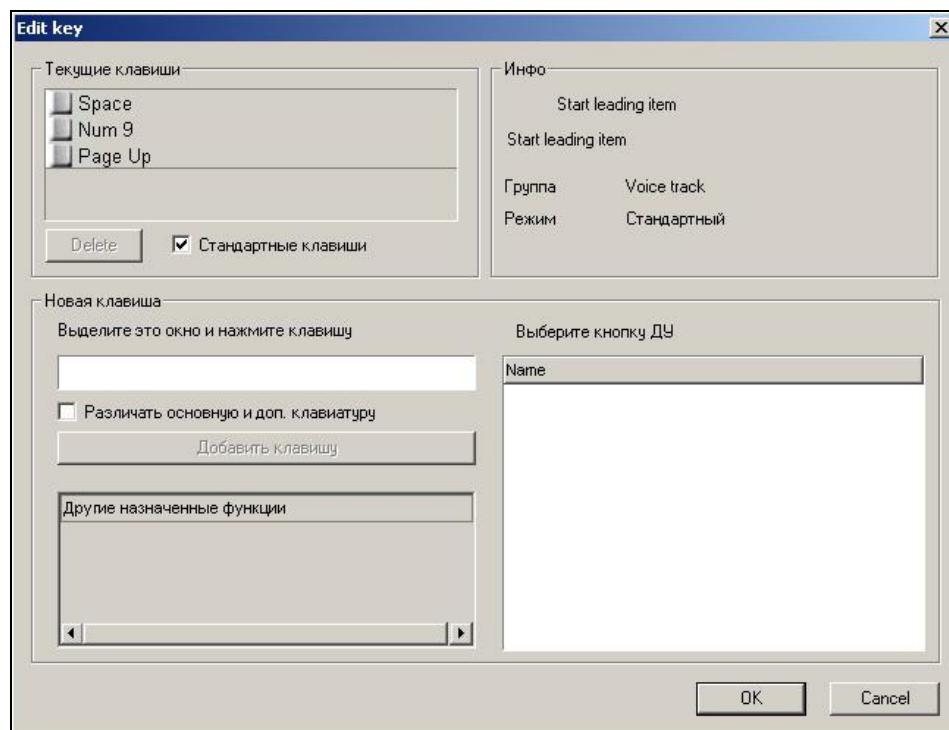 Edit key
Текущие клавиши
Space
Num 9
Page Up
Delete
Стандартные клавиши
Инфо
Start leading item
Start leading item
Группа Voice track
Режим Стандартный
Новая клавиша
Выделите это окно и нажмите клавишу
Различать основную и доп. клавиатуру
Добавить клавишу
Другие назначенные функции
Выберите кнопку ДУ
Name
OK
Cancel